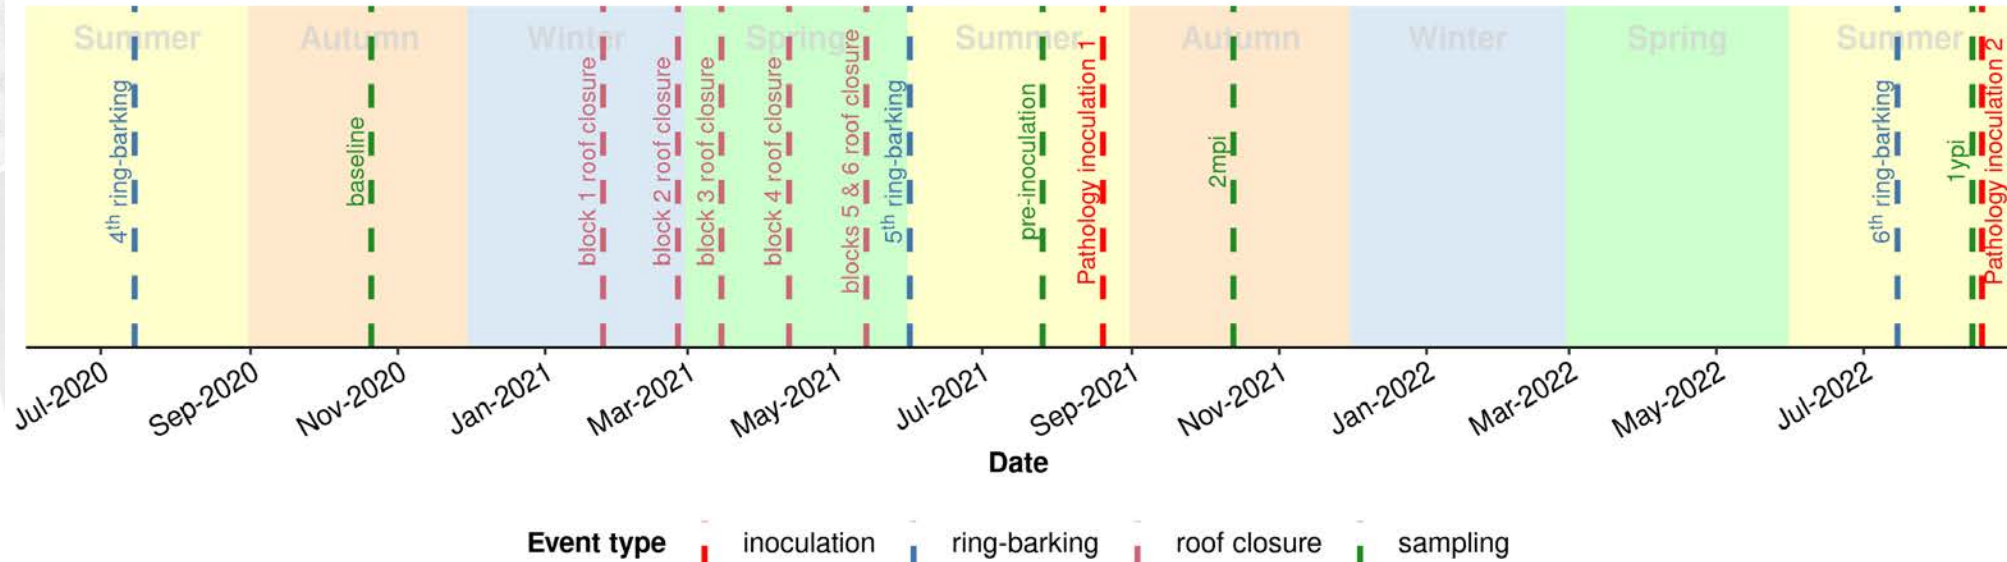 Summer Autumn Winter Spring Summer Autumn Winter Spring Summer
4th ring-barking
baseline
block 1 roof closure
block 2 roof closure
block 3 roof closure
block 4 roof closure
blocks 5 & 6 roof closure
5th ring-barking
pre-inoculation
Pathology inoculation 1
2mpi
6th ring-barking
1ypi
Pathology inoculation 2
Jul-2020 Sep-2020 Nov-2020 Jan-2021 Mar-2021 May-2021 Jul-2021 Sep-2021 Nov-2021 Jan-2022 Mar-2022 May-2022 Jul-2022
Date
Event type inoculation ring-barking roof closure sampling